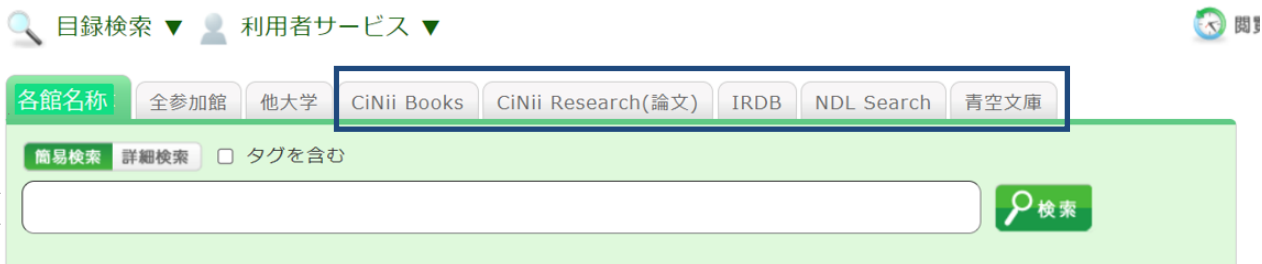 目録検索 ▼ 利用者サービス ▼ 閲
各館名称 全参加館 他大学 CiNii Books CiNii Research(論文) IRDB NDL Search 青空文庫
簡易検索 詳細検索 タグを含む
検索